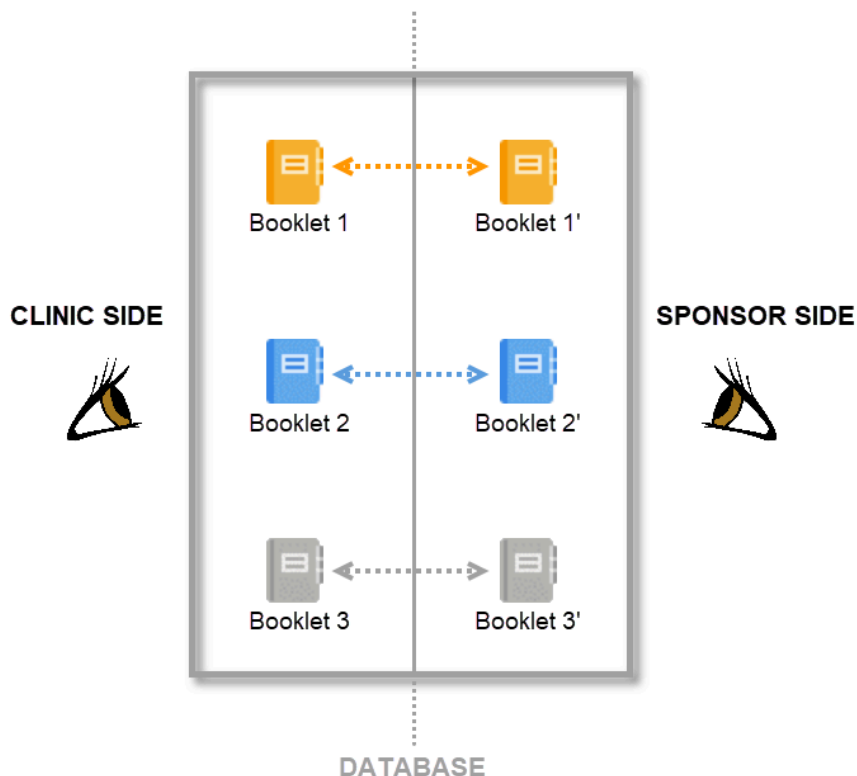 Booklet 1
Booklet 1'
CLINIC SIDE
SPONSOR SIDE
Booklet 2
Booklet 2'
Booklet 3
Booklet 3'
DATABASE